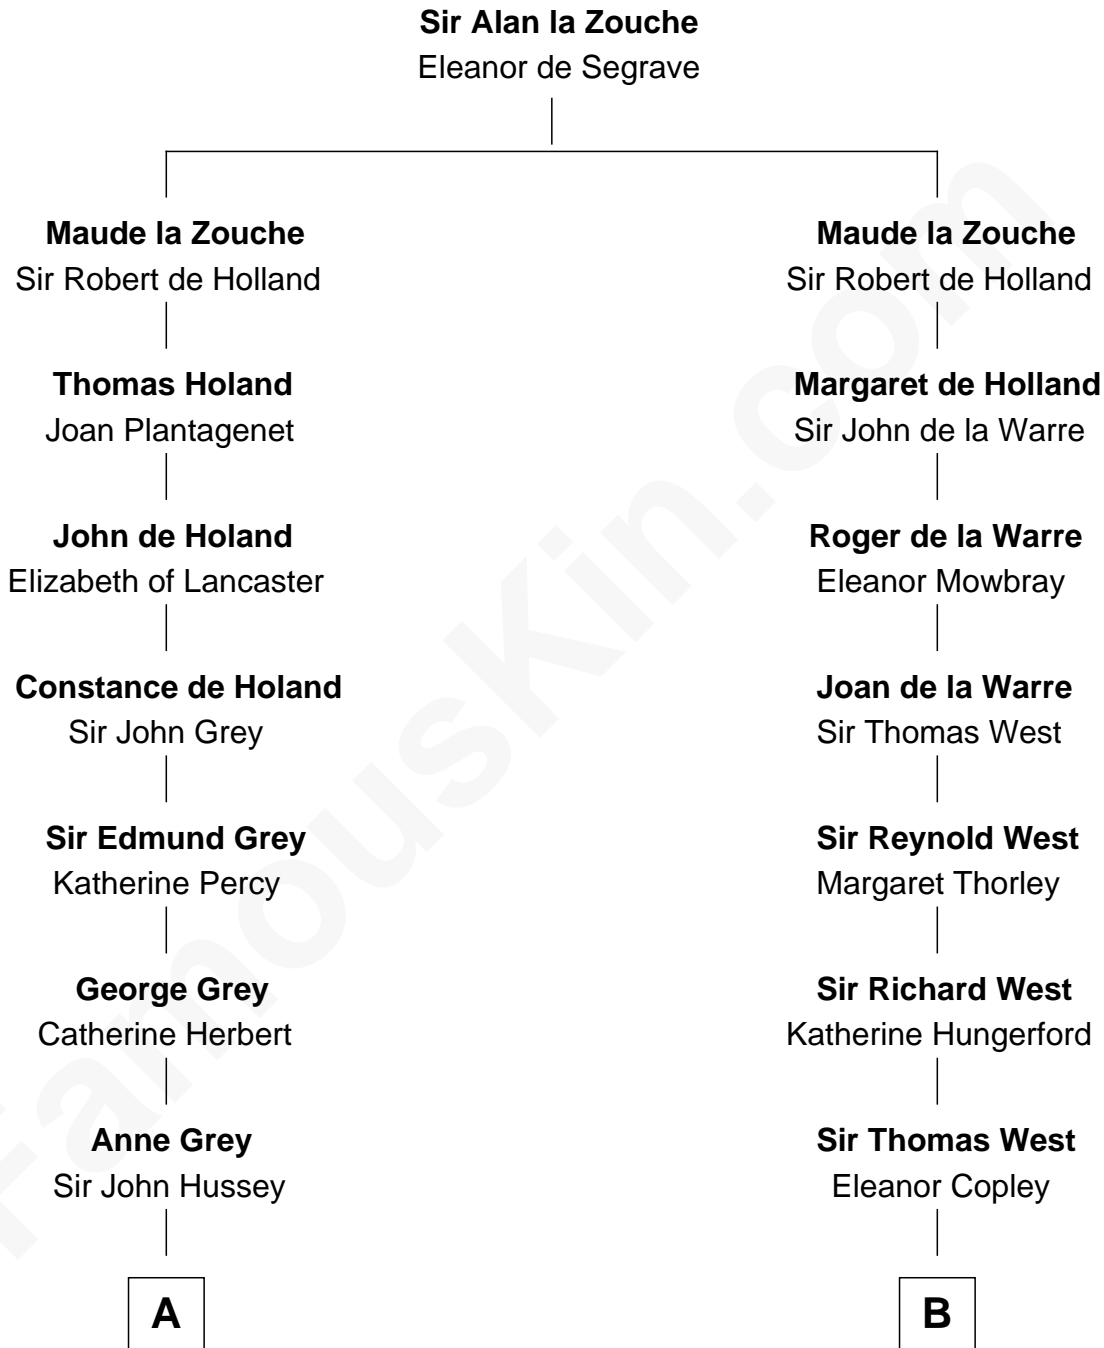 Sir Alan la Zouche
Eleanor de Segrave
Maude la Zouche
Sir Robert de Holland
Maude la Zouche
Sir Robert de Holland
Thomas Holand
Joan Plantagenet
Margaret de Holland
Sir John de la Warre
John de Holand
Elizabeth of Lancaster
Roger de la Warre
Eleanor Mowbray
Constance de Holand
Sir John Grey
Joan de la Warre
Sir Thomas West
Sir Edmund Grey
Katherine Percy
Sir Reynold West
Margaret Thorley
George Grey
Catherine Herbert
Sir Richard West
Katherine Hungerford
Anne Grey
Sir John Hussey
Sir Thomas West
Eleanor Copley
A
B
FamousKin.com